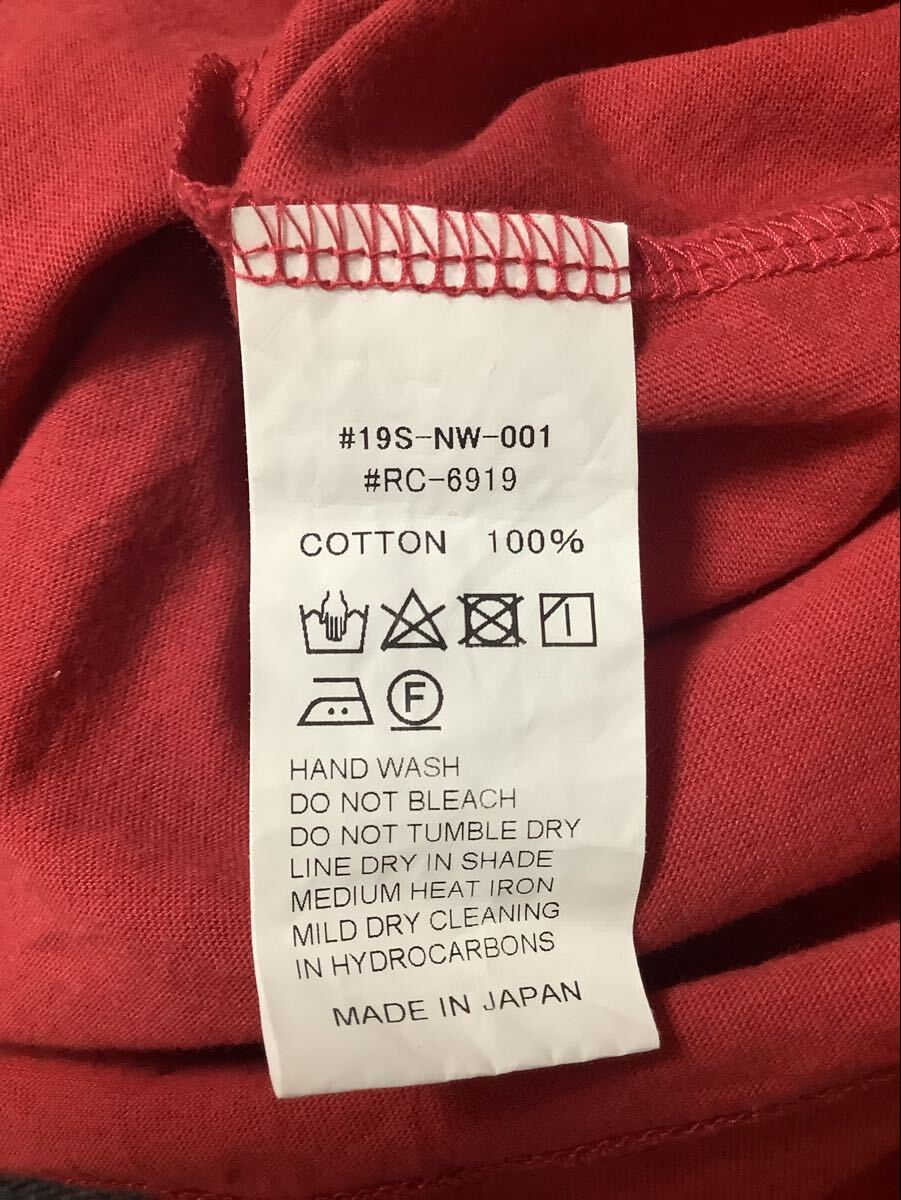 #19S-NW-001
#RC-6919
COTTON 100%
F
HAND WASH
DO NOT BLEACH
DO NOT TUMBLE DRY
LINE DRY IN SHADE
MEDIUM HEAT IRON
MILD DRY CLEANING
IN HYDROCARBONS
MADE IN JAPAN